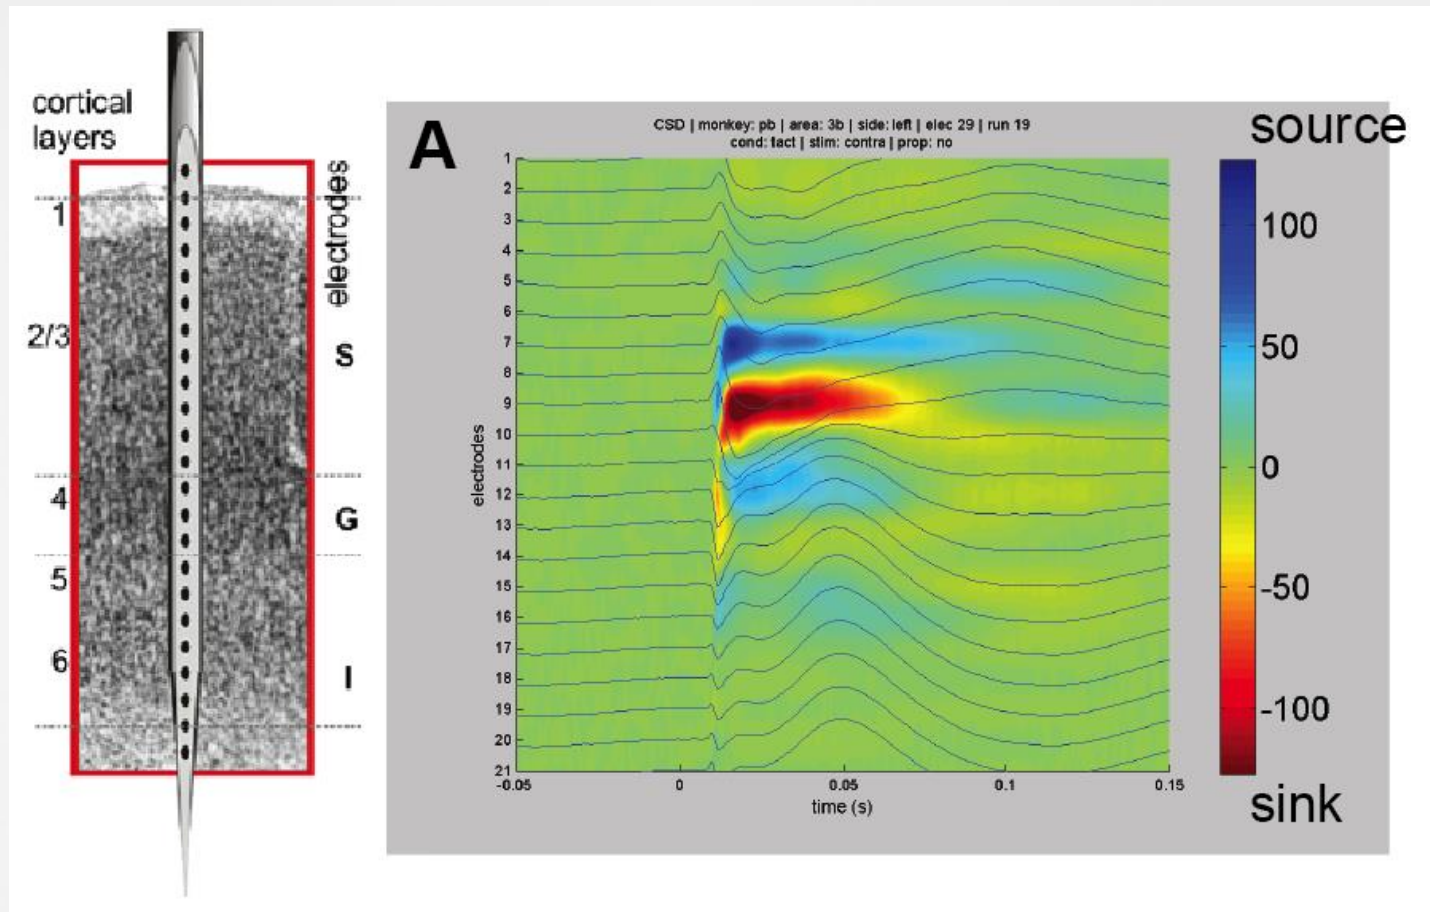 cortical
layers
electrodes
1
2/3
4
5
6
S
G
I
A
CSD | monkey: pb | area: 3b | side: left | elec 29 | run 19
cond: tact | stim: contra | prop: no
electrodes
1
2
3
4
5
6
7
8
9
10
11
12
13
14
15
16
17
18
19
20
21
-0.05
0
0.05
0.1
0.15
time (s)
source
100
50
0
-50
-100
sink